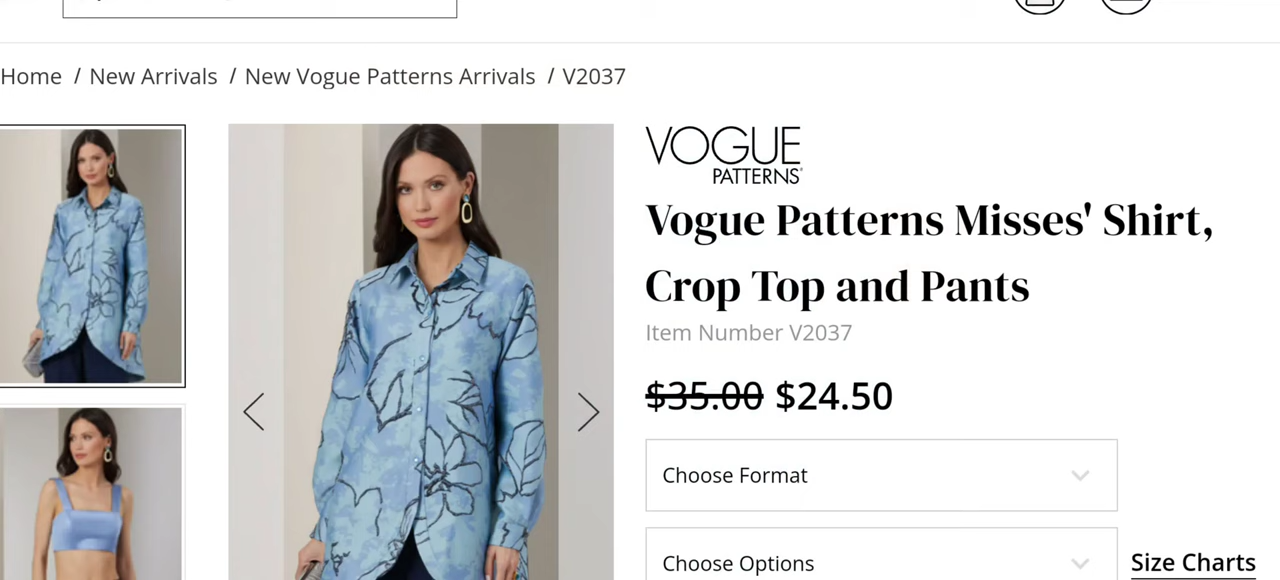 Home / New Arrivals / New Vogue Patterns Arrivals / V2037
VOGUE
PATTERNS
Vogue Patterns Misses' Shirt,
Crop Top and Pants
Item Number V2037
$35.00 $24.50
Choose Format
Choose Options
Size Charts